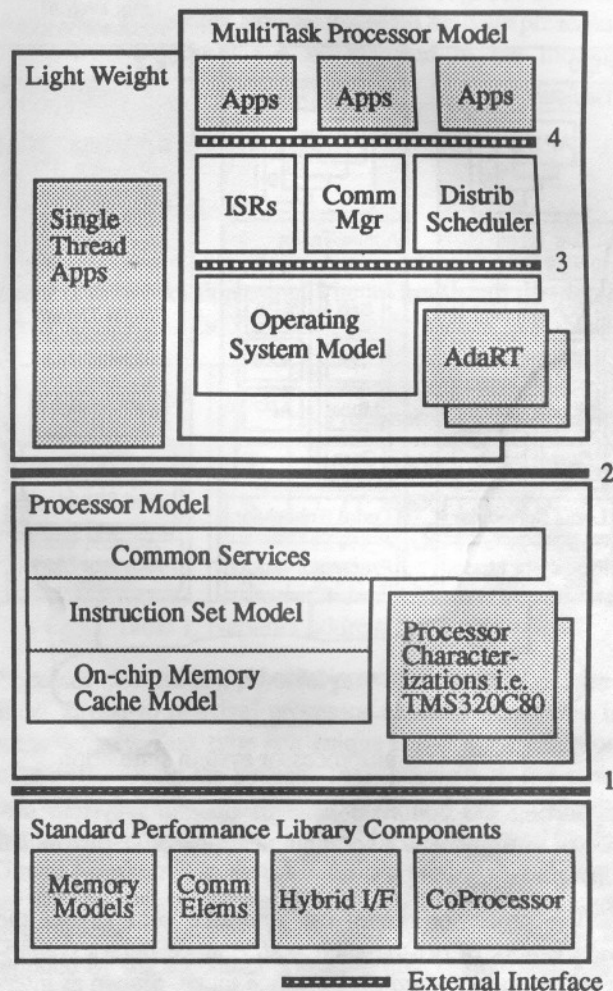 MultiTask Processor Model
Light Weight
Apps
Apps
Apps
4
ISRs
Comm
Mgr
Distrib
Scheduler
3
Single
Thread
Apps
Operating
System Model
AdaRT
2
Processor Model
Common Services
Instruction Set Model
On-chip Memory
Cache Model
Processor
Character-
izations i.e.
TMS320C80
1
Standard Performance Library Components
Memory
Models
Comm
Elems
Hybrid I/F
CoProcessor
External Interface